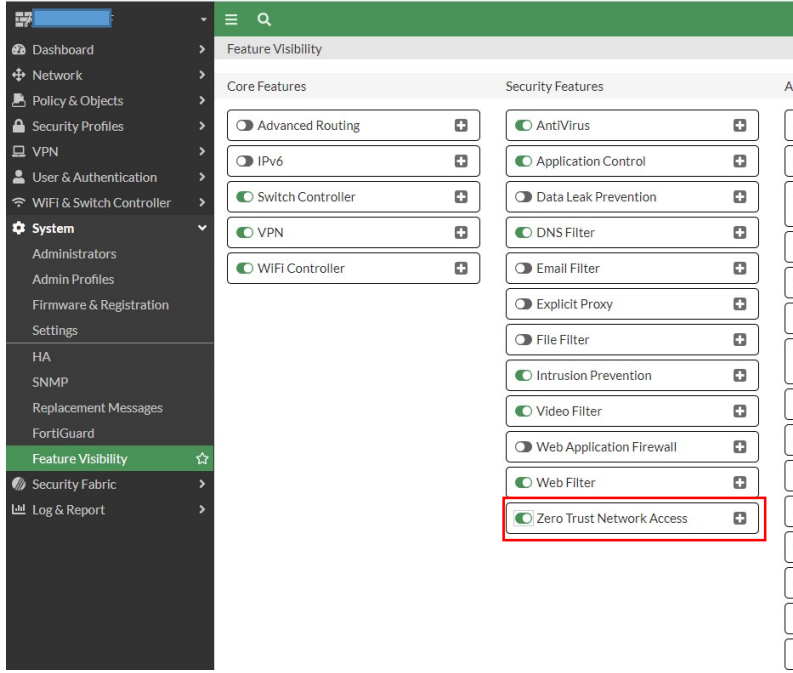 Dashboard
Network
Policy & Objects
Security Profiles
VPN
User & Authentication
WiFi & Switch Controller
System
Administrators
Admin Profiles
Firmware & Registration
Settings
HA
SNMP
Replacement Messages
FortiGuard
Feature Visibility
Security Fabric
Log & Report
Feature Visibility
Core Features
Advanced Routing
IPv6
Switch Controller
VPN
WiFi Controller
Security Features
AntiVirus
Application Control
Data Leak Prevention
DNS Filter
Email Filter
Explicit Proxy
File Filter
Intrusion Prevention
Video Filter
Web Application Firewall
Web Filter
Zero Trust Network Access
A